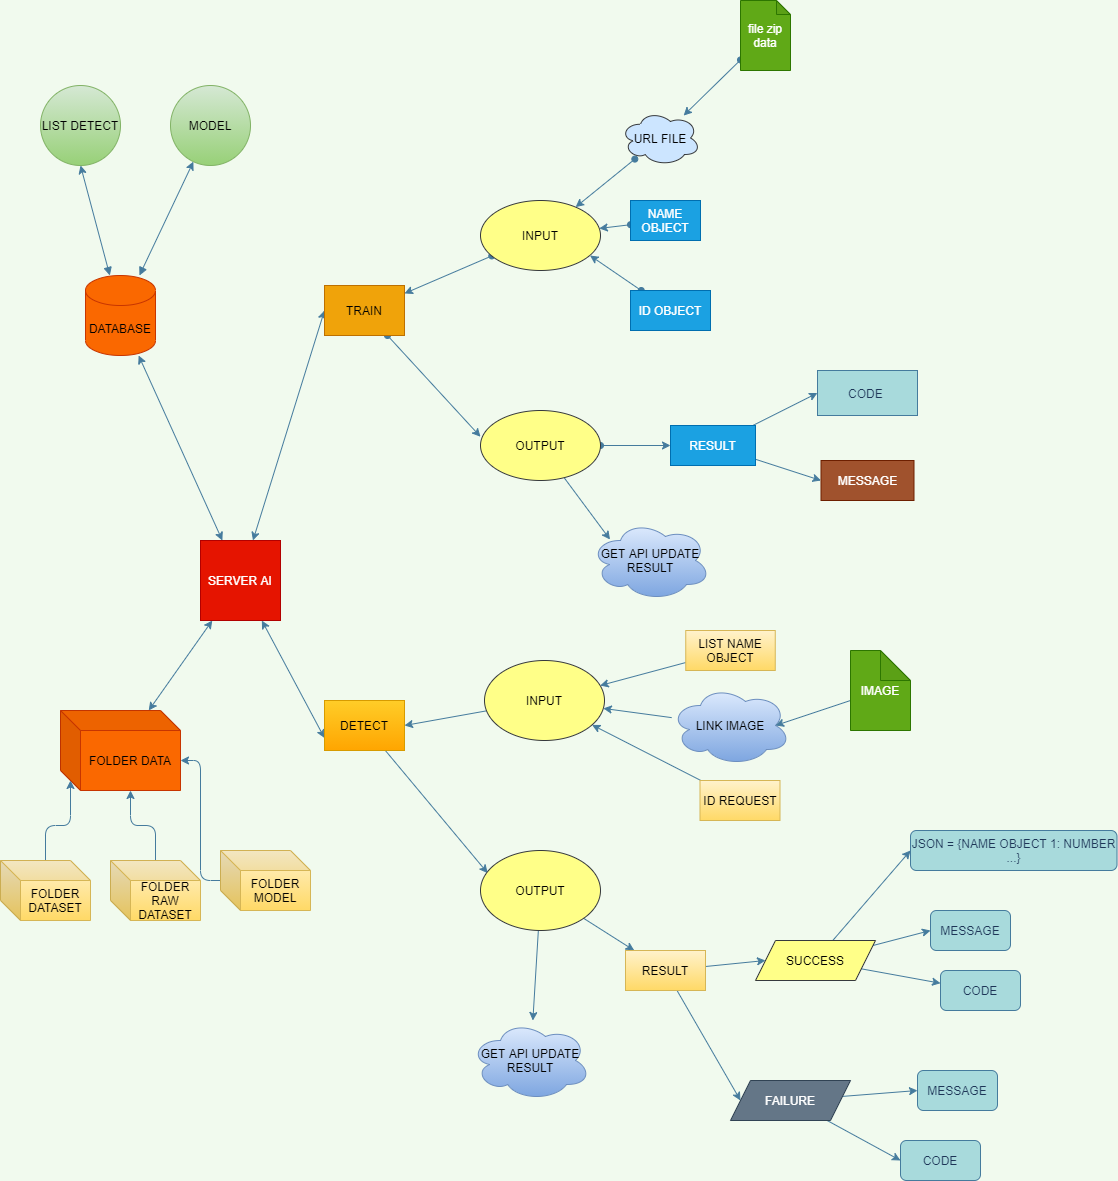 file zip
data
LIST DETECT
MODEL
URL FILE
NAME
OBJECT
INPUT
ID OBJECT
TRAIN
DATABASE
CODE
OUTPUT
RESULT
MESSAGE
GET API UPDATE
RESULT
SERVER AI
LIST NAME
OBJECT
IMAGE
INPUT
LINK IMAGE
DETECT
FOLDER DATA
ID REQUEST
JSON = {NAME OBJECT 1: NUMBER
...}
FOLDER
DATASET
FOLDER
RAW
DATASET
FOLDER
MODEL
OUTPUT
MESSAGE
SUCCESS
RESULT
CODE
GET API UPDATE
RESULT
FAILURE
MESSAGE
CODE